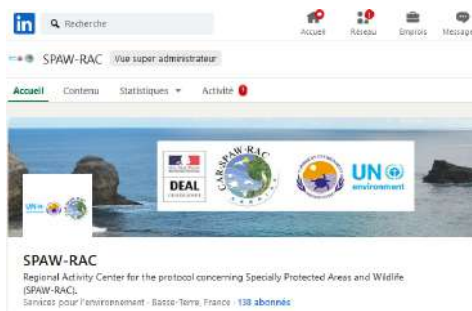 in
Recherche
Accueil
Réseau
Emplois
Message
SPAW-RAC
Vue super administrateur
Accueil
Contenu
Statistiques
Activité
DEAL
CAR-SPAW-RAC
UN
environment
UN
SPAW-RAC
Regional Activity Center for the protocol concerning Specially Protected Areas and Wildlife
(SPAW-RAC).
Services pour l'environnement - Basse-Terre, France - 138 abonnés